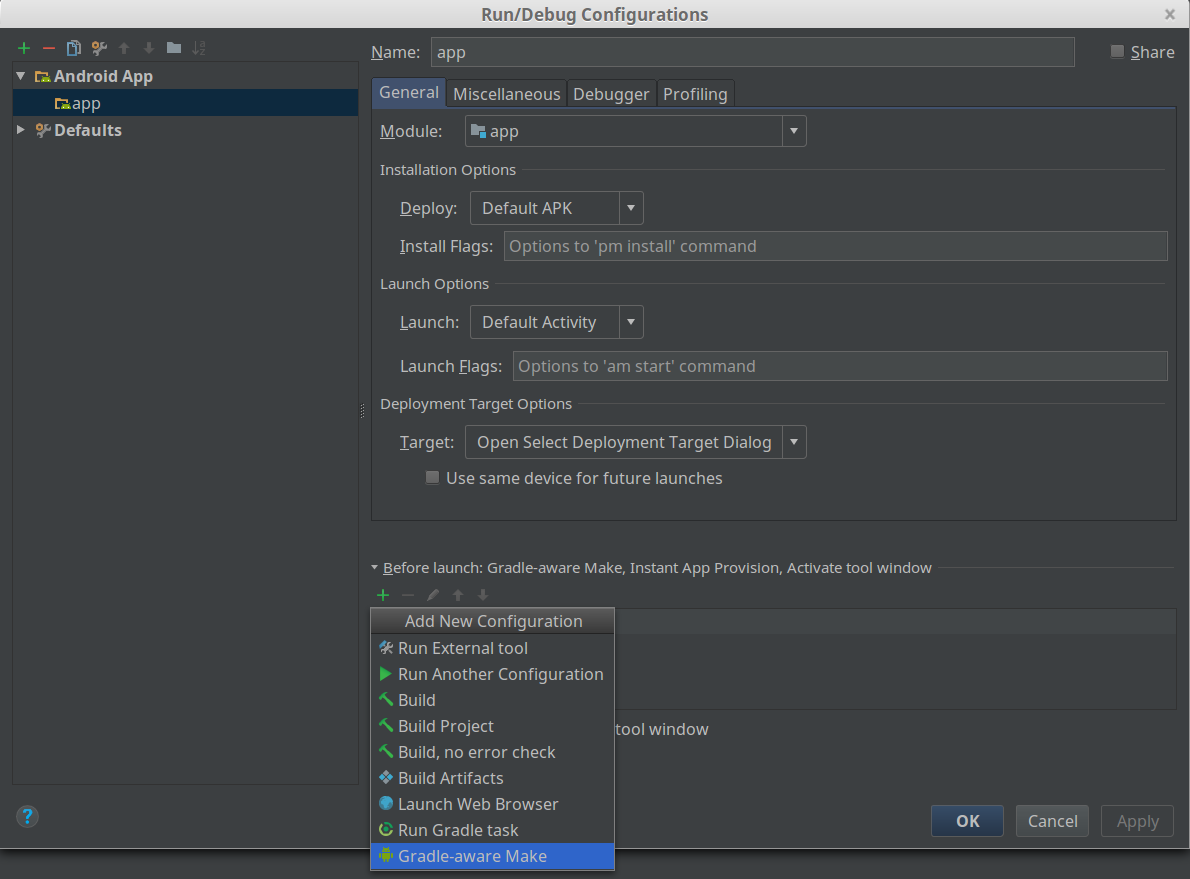 Run/Debug Configurations
Android App
app
Defaults
Name: app
Share
General Miscellaneous Debugger Profiling
Module: app
Installation Options
Deploy: Default APK
Install Flags: Options to 'pm install' command
Launch Options
Launch: Default Activity
Launch Flags: Options to 'am start' command
Deployment Target Options
Target: Open Select Deployment Target Dialog
Use same device for future launches
Before launch: Gradle-aware Make, Instant App Provision, Activate tool window
Add New Configuration
Run External tool
Run Another Configuration
Build
Build Project
tool window
Build, no error check
Build Artifacts
Launch Web Browser
Run Gradle task
Gradle-aware Make
?
OK Cancel Apply